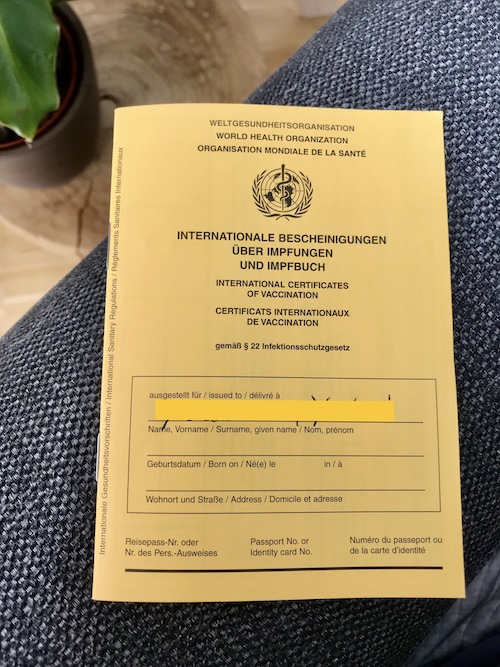 WELTGESUNDHEITSORGANISATION
WORLD HEALTH ORGANIZATION
ORGANISATION MONDIALE DE LA SANTÉ
INTERNATIONALE BESCHEINIGUNGEN
ÜBER IMPFUNGEN
UND IMPFBUCH
INTERNATIONAL CERTIFICATES
OF VACCINATION
CERTIFICATS INTERNATIONAUX
DE VACCINATION
gemäß § 22 Infektionsschutzgesetz
ausgestellt für / issued to / délivré à
Name, Vorname / Surname, given name / Nom, prénom
Geburtsdatum / Born on / Né(e) le in / à
Wohnort und Straße / Address / Domicile et adresse
Reisepass-Nr. oder Passport No. or Numéro du passeport ou
Nr. des Pers.-Ausweises Identity card No. de la carte d'identité
Internationale Gesundheitsvorschriften / International Sanitary Regulations / Règlements Sanitaires Internationaux